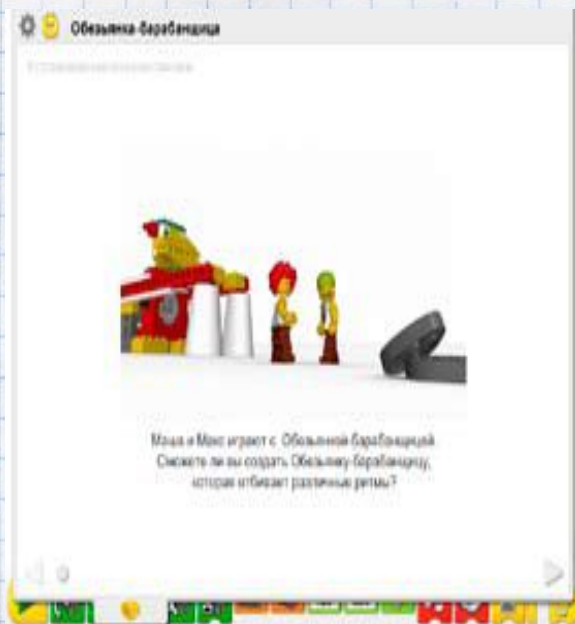 Обезьянка-барабанщица
Маша и Макс играют с Обезьянкой-барабанщицей.
Сможете ли вы создать Обезьянку-барабанщицу,
которая отбивает различные ритмы?